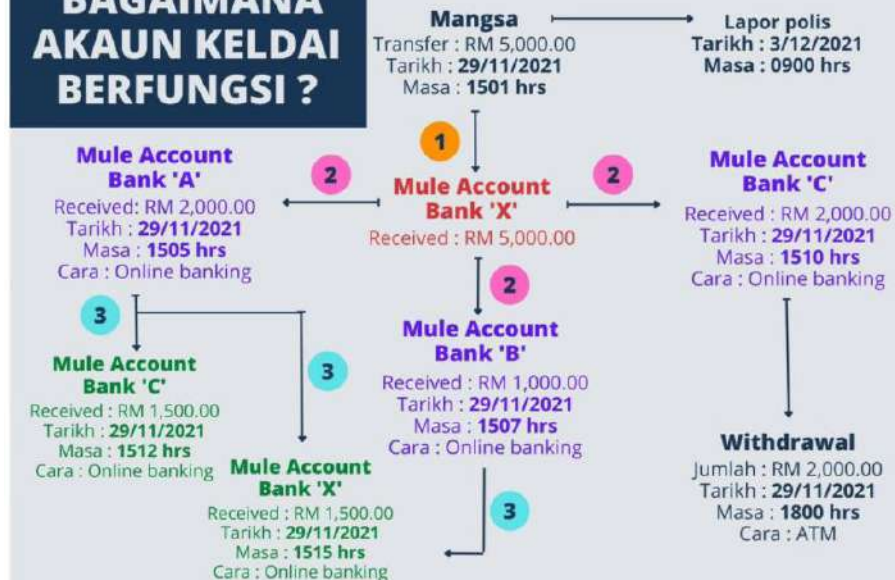 BAGAIMANA
AKAUN KELDAI
BERFUNGSI ?
Mangsa
Transfer : RM 5,000.00
Tarikh : 29/11/2021
Masa : 1501 hrs
Lapor polis
Tarikh : 3/12/2021
Masa : 0900 hrs
1
Mule Account
Bank 'A'
Received: RM 2,000.00
Tarikh : 29/11/2021
Masa : 1505 hrs
Cara : Online banking
2
Mule Account
Bank 'X'
Received : RM 5,000.00
2
Mule Account
Bank 'C'
Received : RM 2,000.00
Tarikh : 29/11/2021
Masa : 1510 hrs
Cara : Online banking
2
3
Mule Account
Bank 'C'
Received : RM 1,500.00
Tarikh : 29/11/2021
Masa : 1512 hrs
Cara : Online banking
3
Mule Account
Bank 'B'
Received : RM 1,000.00
Tarikh : 29/11/2021
Masa : 1507 hrs
Cara : Online banking
Mule Account
Bank 'X'
Received : RM 1,500.00
Tarikh : 29/11/2021
Masa : 1515 hrs
Cara : Online banking
3
Withdrawal
Jumlah : RM 2,000.00
Tarikh : 29/11/2021
Masa : 1800 hrs
Cara : ATM